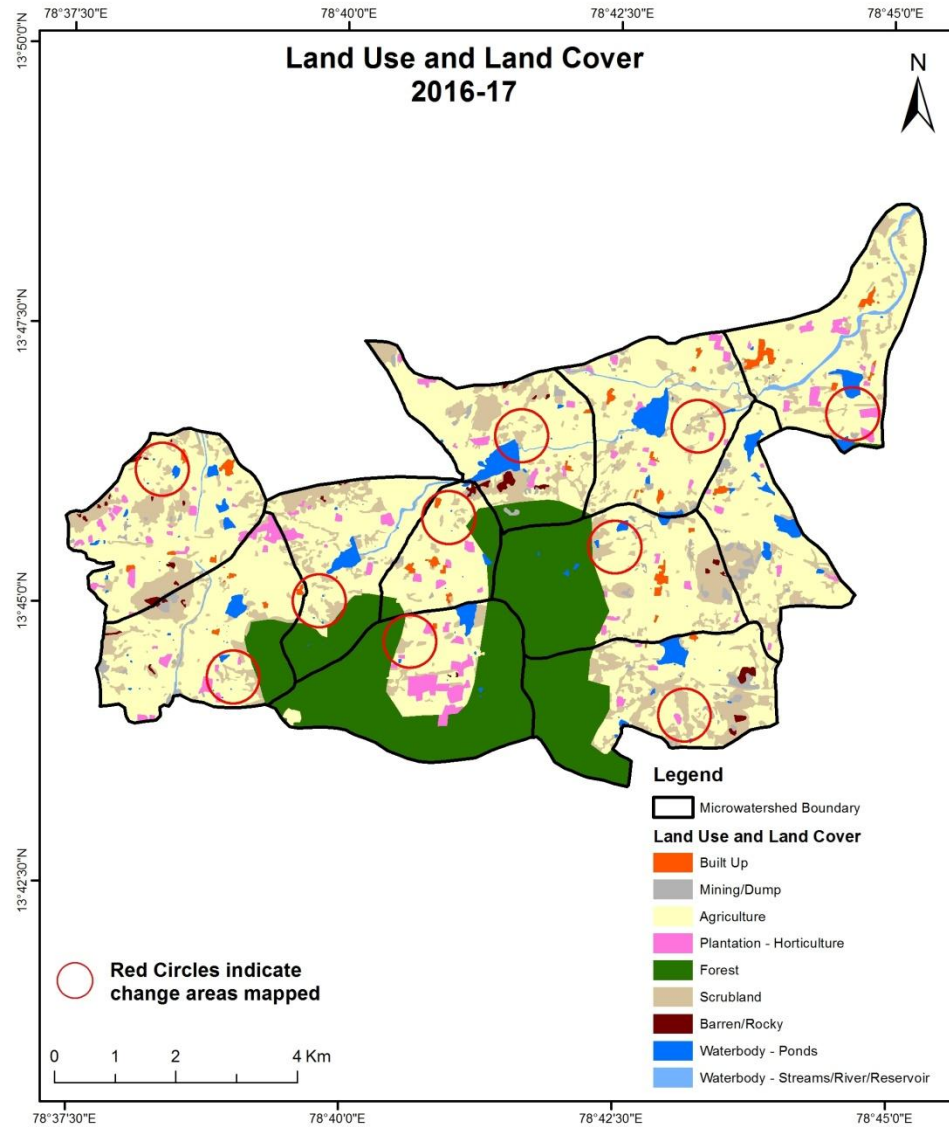 78°37'30"E 78°40'0"E 78°42'30"E 78°45'0"E
13°50'0"N
Land Use and Land Cover
2016-17
N
13°47'30"N
13°45'0"N
13°42'30"N
Legend
Microwatershed Boundary
Land Use and Land Cover
Built Up
Mining/Dump
Agriculture
Plantation - Horticulture
Forest
Scrubland
Barren/Rocky
Waterbody - Ponds
Waterbody - Streams/River/Reservoir
Red Circles indicate
change areas mapped
0 1 2 4 Km
78°37'30"E 78°40'0"E 78°42'30"E 78°45'0"E